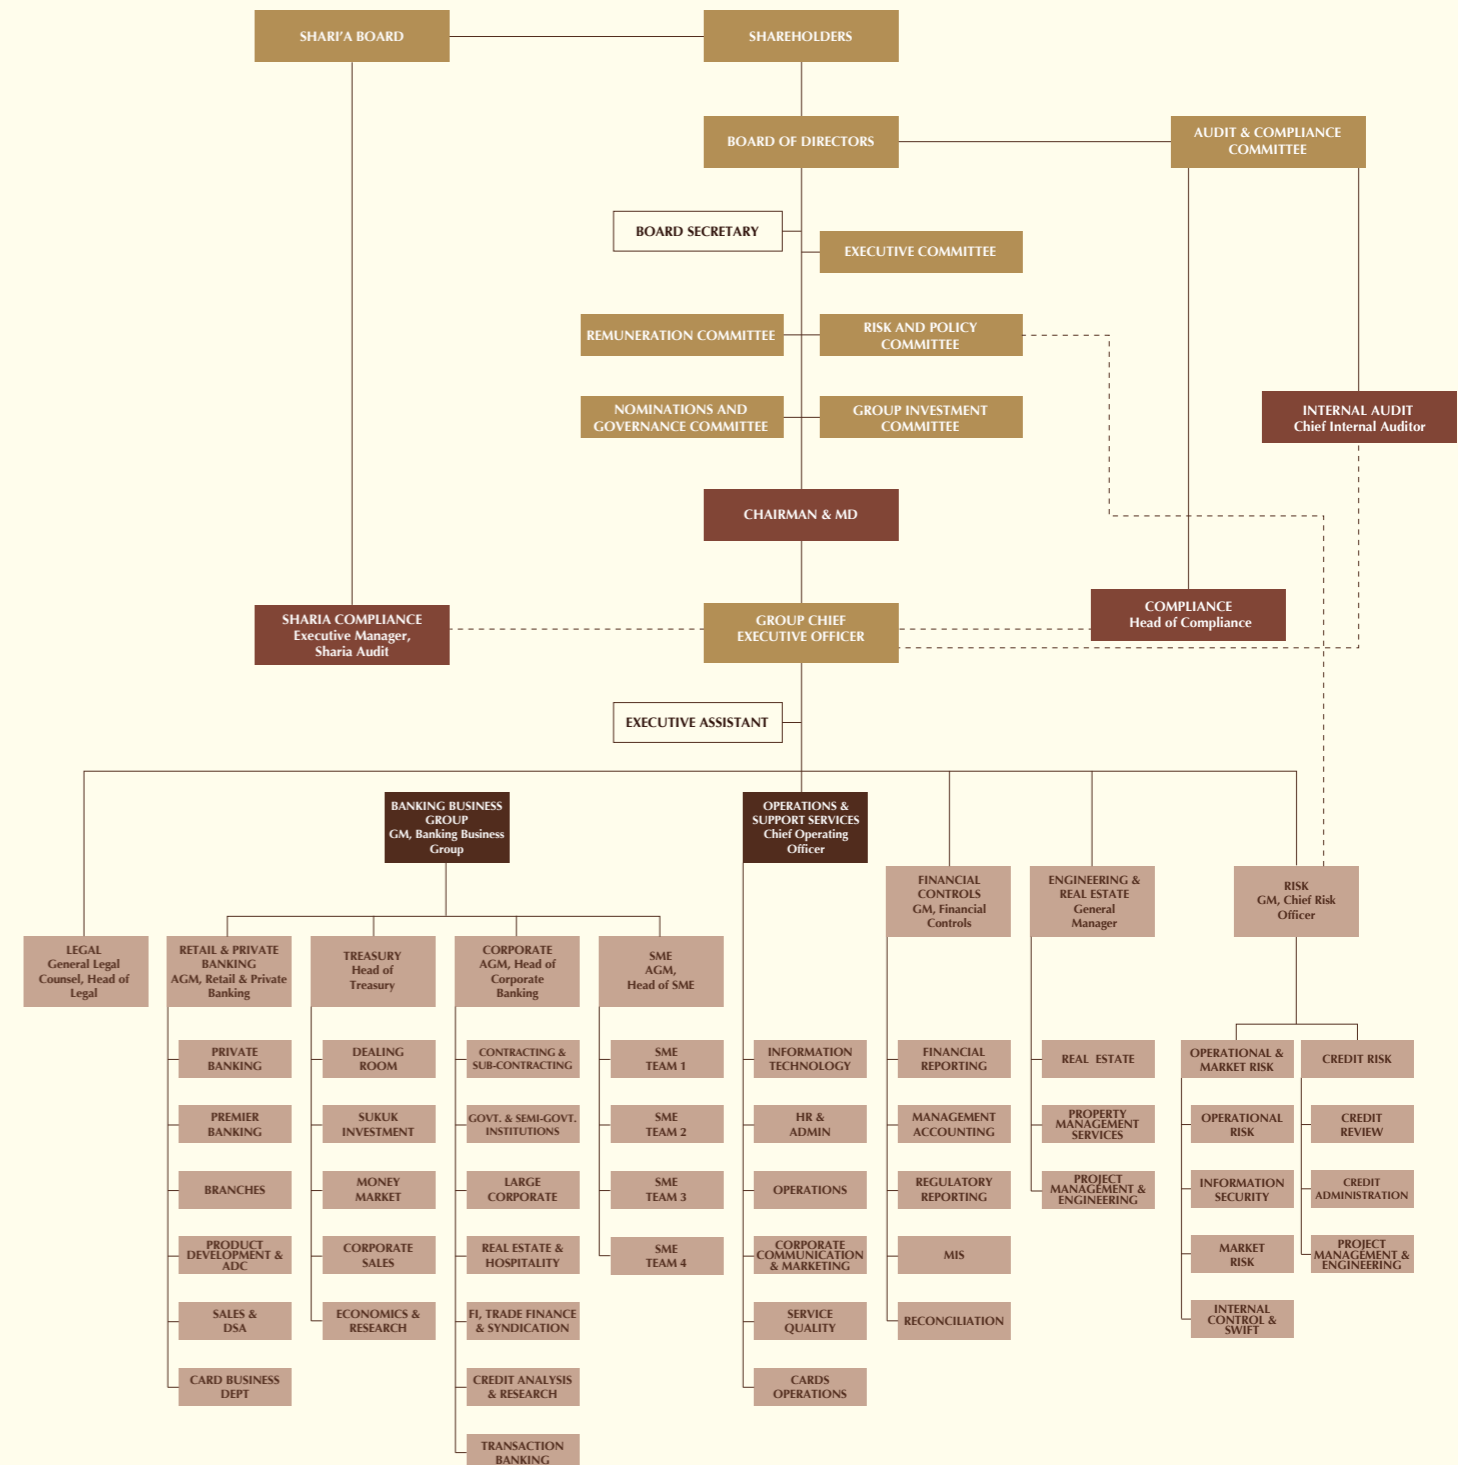 SHARI'A BOARD
SHAREHOLDERS
BOARD OF DIRECTORS
AUDIT & COMPLIANCE
COMMITTEE
BOARD SECRETARY
EXECUTIVE COMMITTEE
REMUNERATION COMMITTEE
RISK AND POLICY
COMMITTEE
NOMINATIONS AND
GOVERNANCE COMMITTEE
GROUP INVESTMENT
COMMITTEE
INTERNAL AUDIT
Chief Internal Auditor
CHAIRMAN & MD
SHARIA COMPLIANCE
Executive Manager,
Sharia Audit
GROUP CHIEF
EXECUTIVE OFFICER
COMPLIANCE
Head of Compliance
EXECUTIVE ASSISTANT
BANKING BUSINESS
GROUP
GM, Banking Business
Group
OPERATIONS &
SUPPORT SERVICES
Chief Operating
Officer
FINANCIAL
CONTROLS
GM, Financial
Controls
ENGINEERING &
REAL ESTATE
General
Manager
RISK
GM, Chief Risk
Officer
LEGAL
General Legal
Counsel, Head of
Legal
RETAIL & PRIVATE
BANKING
AGM, Retail & Private
Banking
TREASURY
Head of
Treasury
CORPORATE
AGM, Head of
Corporate
Banking
SME
AGM,
Head of SME
PRIVATE
BANKING
PREMIER
BANKING
BRANCHES
PRODUCT
DEVELOPMENT &
ADC
SALES &
DSA
CARD BUSINESS
DEPT
DEALING
ROOM
SUKUK
INVESTMENT
MONEY
MARKET
CORPORATE
SALES
ECONOMICS &
RESEARCH
CONTRACTING &
SUB-CONTRACTING
GOVT. & SEMI-GOVT.
INSTITUTIONS
LARGE
CORPORATE
REAL ESTATE &
HOSPITALITY
FI, TRADE FINANCE
& SYNDICATION
CREDIT ANALYSIS
& RESEARCH
TRANSACTION
BANKING
SME
TEAM 1
SME
TEAM 2
SME
TEAM 3
SME
TEAM 4
INFORMATION
TECHNOLOGY
HR &
ADMIN
OPERATIONS
CORPORATE
COMMUNICATION
& MARKETING
SERVICE
QUALITY
CARDS
OPERATIONS
FINANCIAL
REPORTING
MANAGEMENT
ACCOUNTING
REGULATORY
REPORTING
MIS
RECONCILIATION
REAL ESTATE
PROPERTY
MANAGEMENT
SERVICES
PROJECT
MANAGEMENT &
ENGINEERING
OPERATIONAL &
MARKET RISK
OPERATIONAL
RISK
INFORMATION
SECURITY
MARKET
RISK
INTERNAL
CONTROL &
SWIFT
CREDIT RISK
CREDIT
REVIEW
CREDIT
ADMINISTRATION
PROJECT
MANAGEMENT &
ENGINEERING